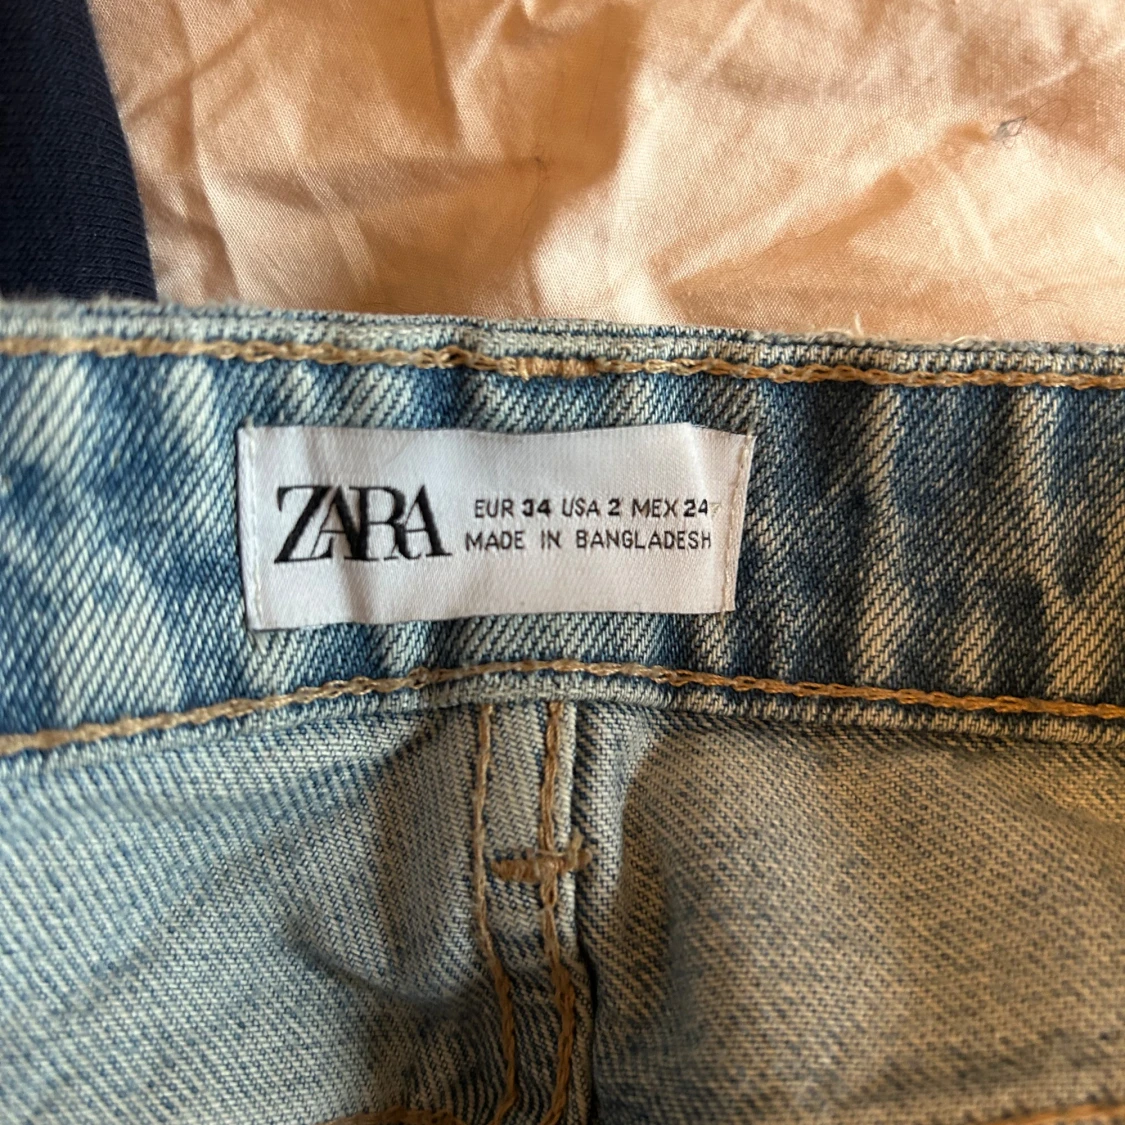 ZARA
EUR 34 USA 2 MEX 24
MADE IN BANGLADESH